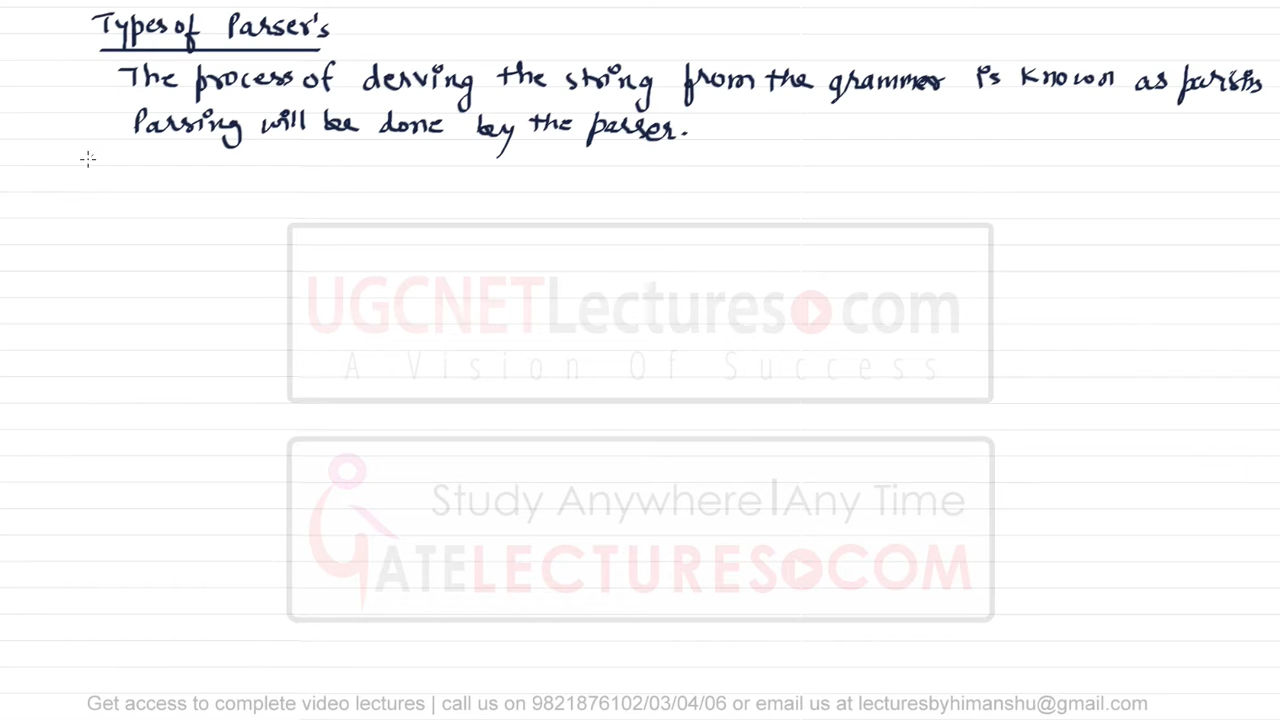 Types of Parser's
The process of deriving the string from the grammer is known as parsing
Parsing will be done by the parser.
UGCNETLectures.com
A Vision Of Success
Study Anywhere|Any Time
GATELECTURES.COM
Get access to complete video lectures | call us on 9821876102/03/04/06 or email us at lecturesbyhimanshu@gmail.com